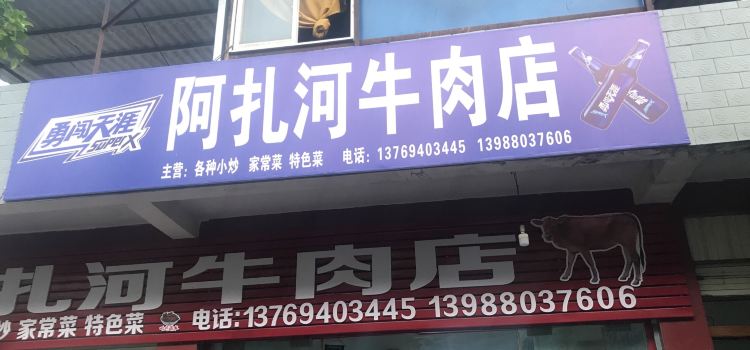 阿扎河牛肉店
勇闯天涯
superX
主营：各种小炒 家常菜 特色菜 电话：13769403445 13988037606
扎河牛肉店
炒 家常菜 特色菜 电话:13769403445 13988037606